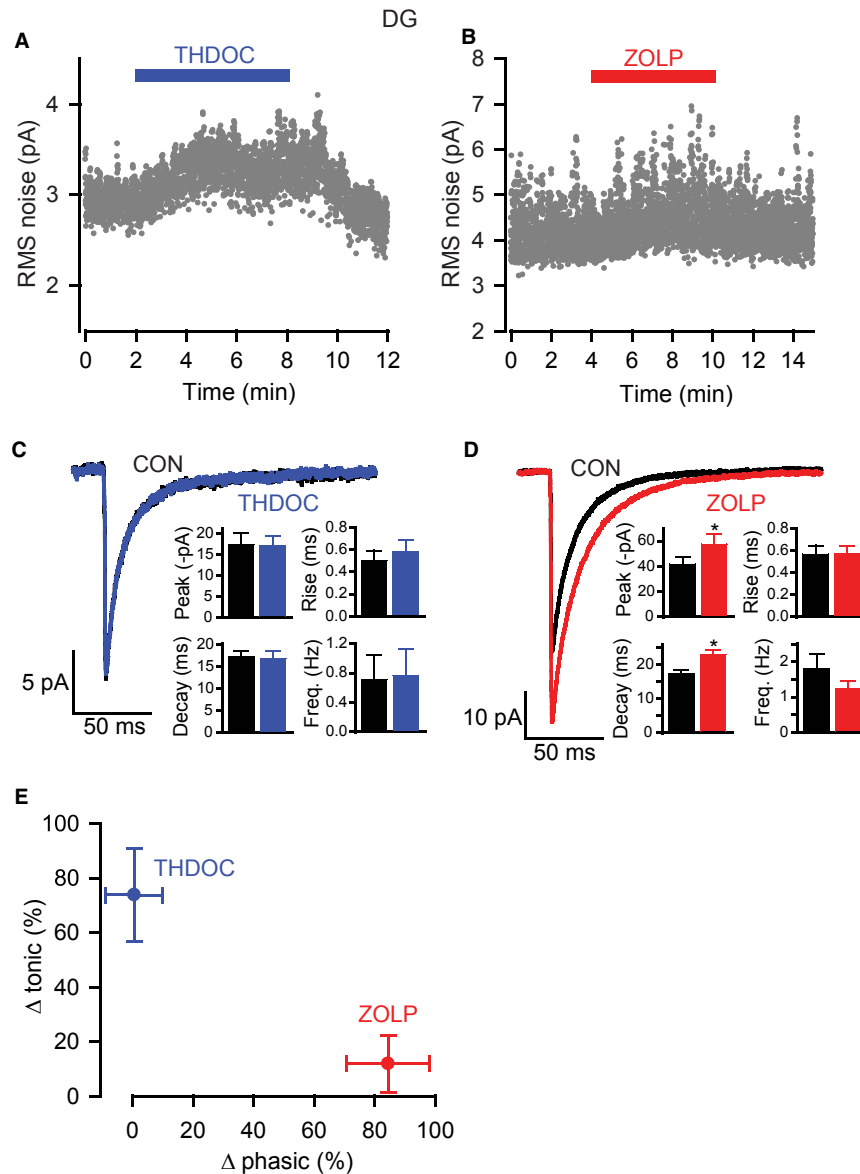 DG
A
THDOC
RMS noise (pA)
4
3
2
0 2 4 6 8 10 12
Time (min)
B
ZOLP
RMS noise (pA)
8
7
6
5
4
3
2
0 2 4 6 8 10 12 14
Time (min)
C
CON
THDOC
5 pA
50 ms
Peak (-pA)
20
15
10
5
0
Rise (ms)
0.8
0.6
0.4
0.2
0.0
Decay (ms)
20
15
10
5
0
Freq. (Hz)
1.2
0.8
0.4
0.0
D
CON
ZOLP
10 pA
50 ms
Peak (-pA)
60
40
20
0
*
Rise (ms)
0.8
0.6
0.4
0.2
0.0
Decay (ms)
20
10
0
*
Freq. (Hz)
2
1
0
E
Δ tonic (%)
100
80
60
40
20
0
THDOC
ZOLP
0 20 40 60 80 100
Δ phasic (%)